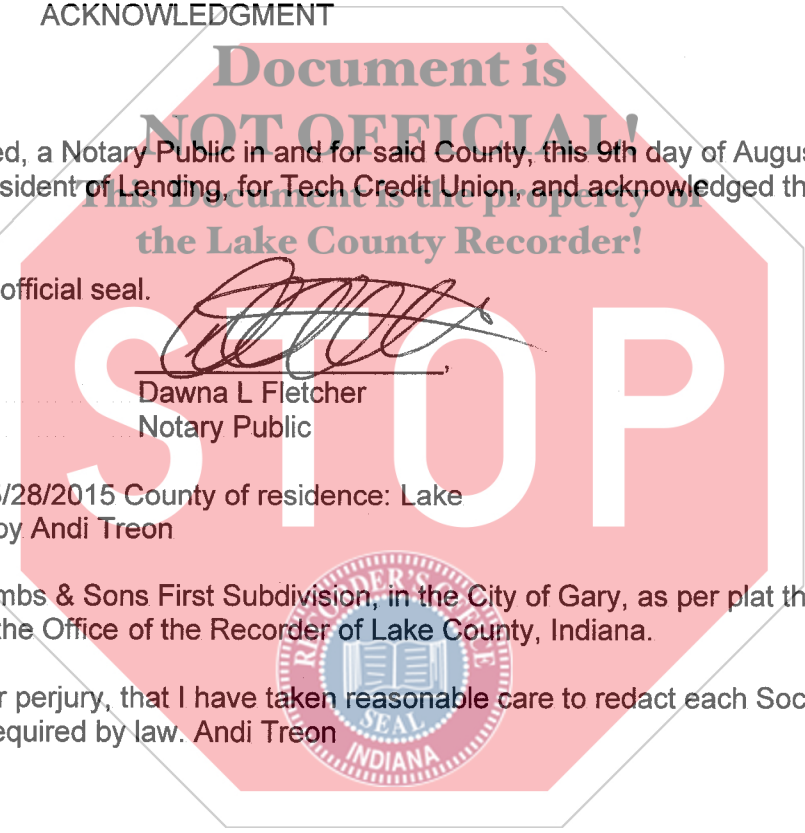 ACKNOWLEDGMENT
Document is
NOT OFFICIAL!
ed, a Notary Public in and for said County, this 9th day of Augus
This Document is the property of
sident of Lending, for Tech Credit Union, and acknowledged th
the Lake County Recorder!
official seal.
STOP
Dawna L Fletcher
Notary Public
/28/2015 County of residence: Lake
by Andi Treon
mbs & Sons First Subdivision, in the City of Gary, as per plat th
the Office of the Recorder of Lake County, Indiana.
r perjury, that I have taken reasonable care to redact each Soc
equired by law. Andi Treon
RECORDER'S OFFICE
SEAL
INDIANA